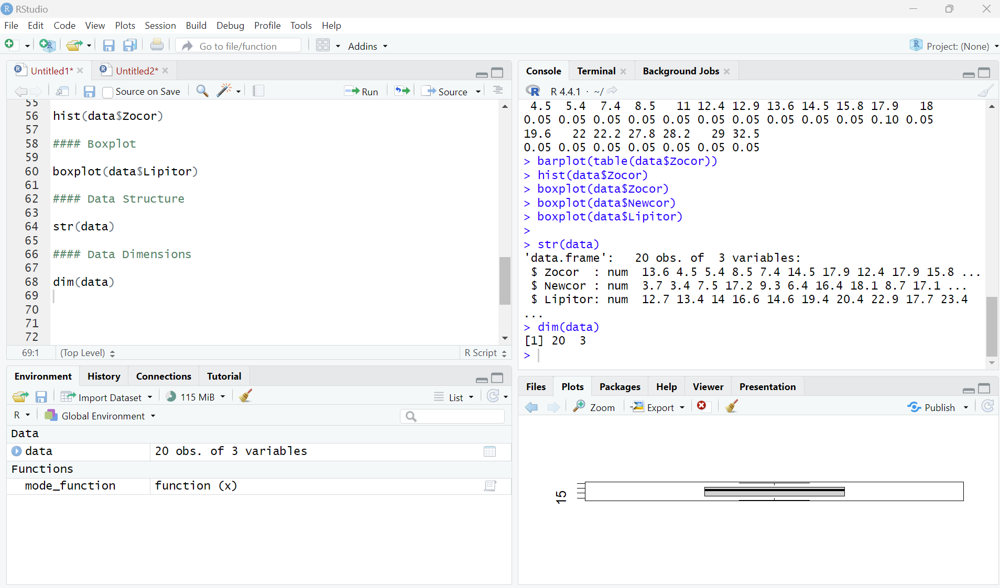 RStudio
File Edit Code View Plots Session Build Debug Profile Tools Help
Go to file/function Addins Project: (None)
Untitled1* Untitled2*
Source on Save Run Source
55
56 hist(data$Zocor)
57
58 #### Boxplot
59
60 boxplot(data$Lipitor)
61
62 #### Data Structure
63
64 str(data)
65
66 #### Data Dimensions
67
68 dim(data)
69
70
71
72
69:1 (Top Level) R Script
Console Terminal Background Jobs
R 4.4.1 · ~/
4.5 5.4 7.4 8.5 11 12.4 12.9 13.6 14.5 15.8 17.9 18
0.05 0.05 0.05 0.05 0.05 0.05 0.05 0.05 0.05 0.05 0.10 0.05
19.6 22 22.2 27.8 28.2 29 32.5
0.05 0.05 0.05 0.05 0.05 0.05 0.05
> barplot(table(data$Zocor))
> hist(data$Zocor)
> boxplot(data$Zocor)
> boxplot(data$Newcor)
> boxplot(data$Lipitor)
>
> str(data)
'data.frame': 20 obs. of 3 variables:
$ Zocor : num 13.6 4.5 5.4 8.5 7.4 14.5 17.9 12.4 17.9 15.8 ...
$ Newcor : num 3.7 3.4 7.5 17.2 9.3 6.4 16.4 18.1 8.7 17.1 ...
$ Lipitor: num 12.7 13.4 14 16.6 14.6 19.4 20.4 22.9 17.7 23.4
...
> dim(data)
[1] 20 3
>
Environment History Connections Tutorial
Import Dataset 115 MiB List
R Global Environment
Data
data 20 obs. of 3 variables
Functions
mode_function function (x)
Files Plots Packages Help Viewer Presentation
Zoom Export Publish
15